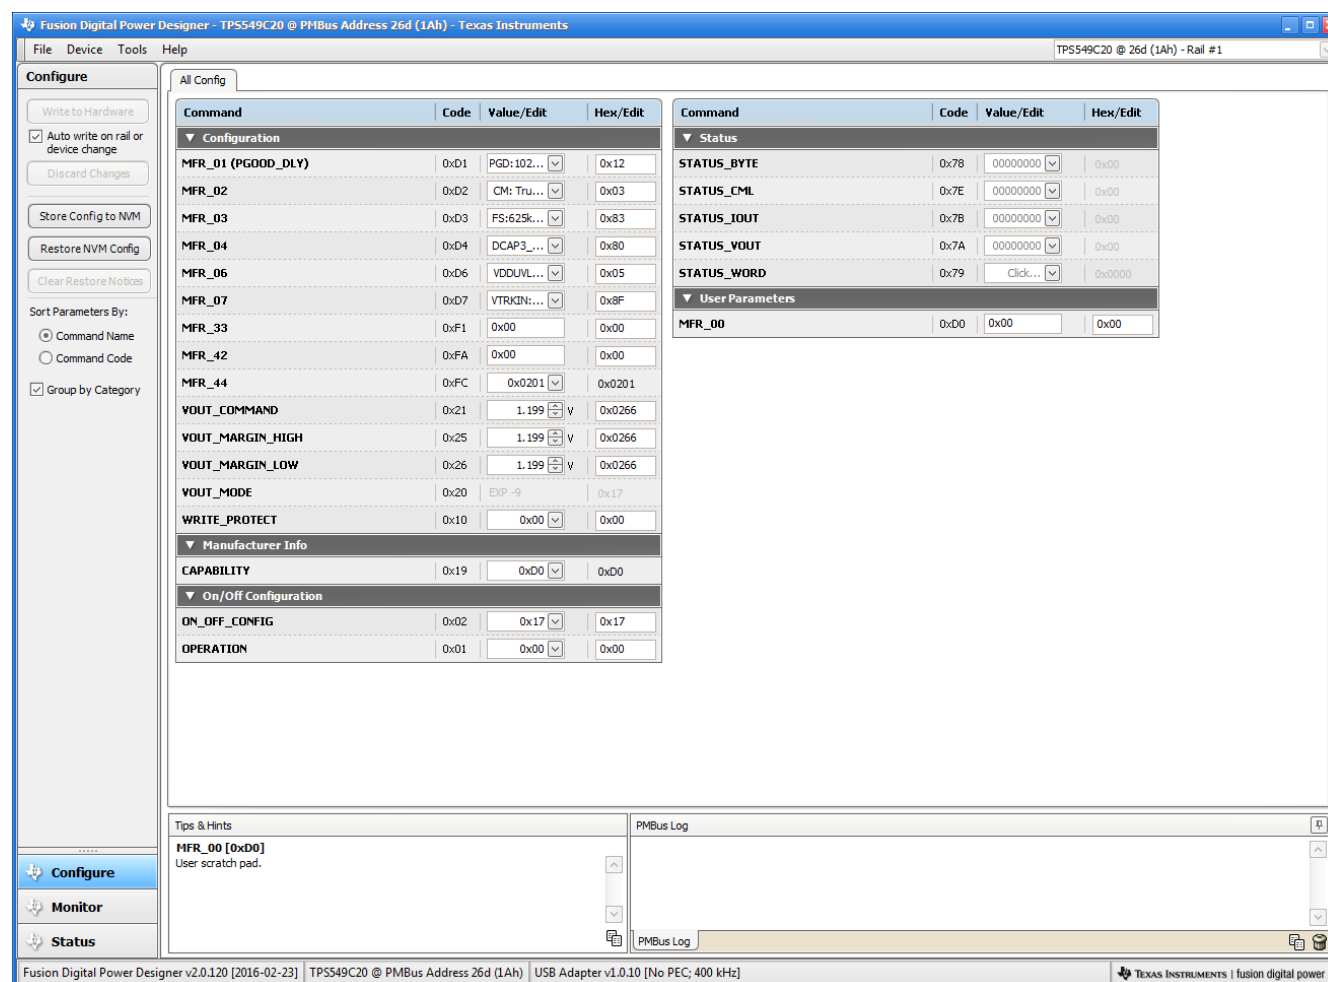 Fusion Digital Power Designer - TPS549C20 @ PMBus Address 26d (1Ah) - Texas Instruments
File Device Tools Help
TPS549C20 @ 26d (1Ah) - Rail #1
Configure
Write to Hardware
Auto write on rail or
device change
Discard Changes
Store Config to NVM
Restore NVM Config
Clear Restore Notices
Sort Parameters By:
Command Name
Command Code
Group by Category
All Config
Command Code Value/Edit Hex/Edit
Configuration
MFR_01 (PGOOD_DLY) 0xD1 PGD:102... 0x12
MFR_02 0xD2 CM: Tru... 0x03
MFR_03 0xD3 FS:625k... 0x83
MFR_04 0xD4 DCAP3_... 0x80
MFR_06 0xD6 VDDUVL... 0x05
MFR_07 0xD7 VTRKIN:... 0x8F
MFR_33 0xF1 0x00 0x00
MFR_42 0xFA 0x00 0x00
MFR_44 0xFC 0x0201 0x0201
VOUT_COMMAND 0x21 1.199 V 0x0266
VOUT_MARGIN_HIGH 0x25 1.199 V 0x0266
VOUT_MARGIN_LOW 0x26 1.199 V 0x0266
VOUT_MODE 0x20 EXP -9 0x17
WRITE_PROTECT 0x10 0x00 0x00
Manufacturer Info
CAPABILITY 0x19 0xD0 0xD0
On/Off Configuration
ON_OFF_CONFIG 0x02 0x17 0x17
OPERATION 0x01 0x00 0x00
Command Code Value/Edit Hex/Edit
Status
STATUS_BYTE 0x78 00000000 0x00
STATUS_CML 0x7E 00000000 0x00
STATUS_IOUT 0x7B 00000000 0x00
STATUS_VOUT 0x7A 00000000 0x00
STATUS_WORD 0x79 Click... 0x0000
User Parameters
MFR_00 0xD0 0x00 0x00
Tips & Hints
MFR_00 [0xD0]
User scratch pad.
PMBus Log
PMBus Log
Configure
Monitor
Status
Fusion Digital Power Designer v2.0.120 [2016-02-23] TPS549C20 @ PMBus Address 26d (1Ah) USB Adapter v1.0.10 [No PEC; 400 kHz] TEXAS INSTRUMENTS | fusion digital power